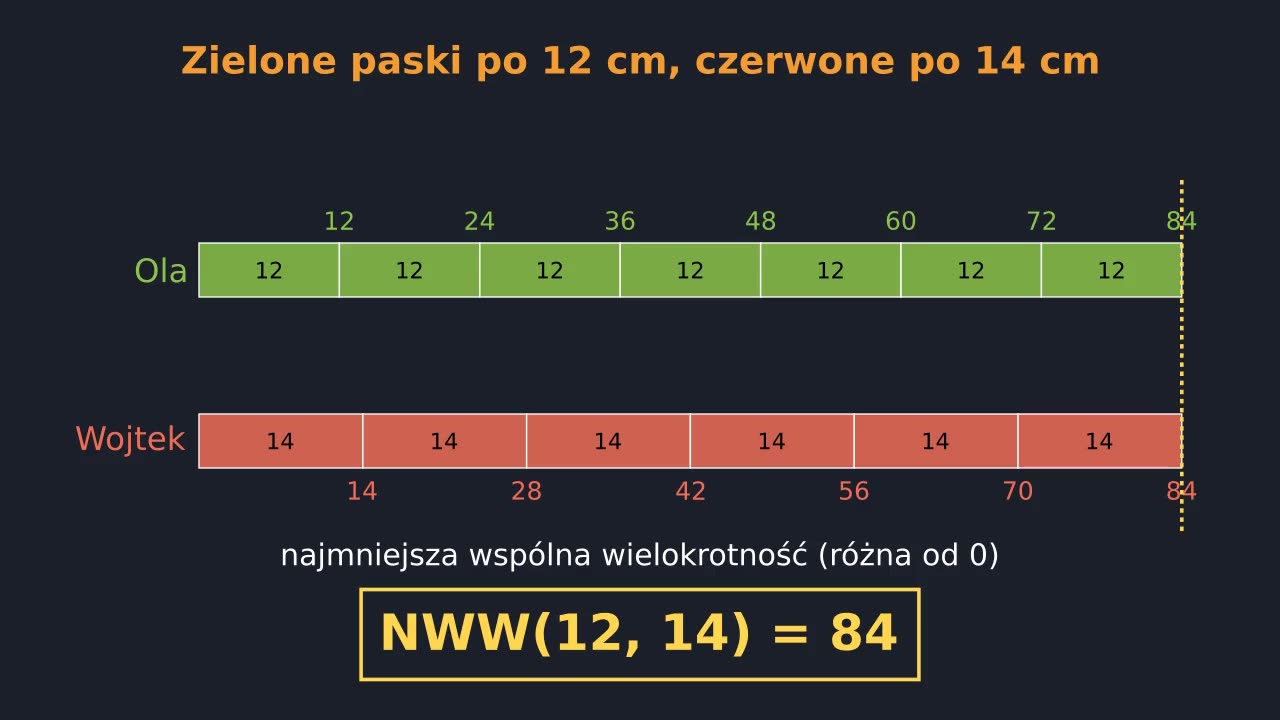 Zielone paski po 12 cm, czerwone po 14 cm
12 24 36 48 60 72 84
Ola 12 12 12 12 12 12 12
Wojtek 14 14 14 14 14 14
14 28 42 56 70 84
najmniejsza wspólna wielokrotność (różna od 0)
NWW(12, 14) = 84